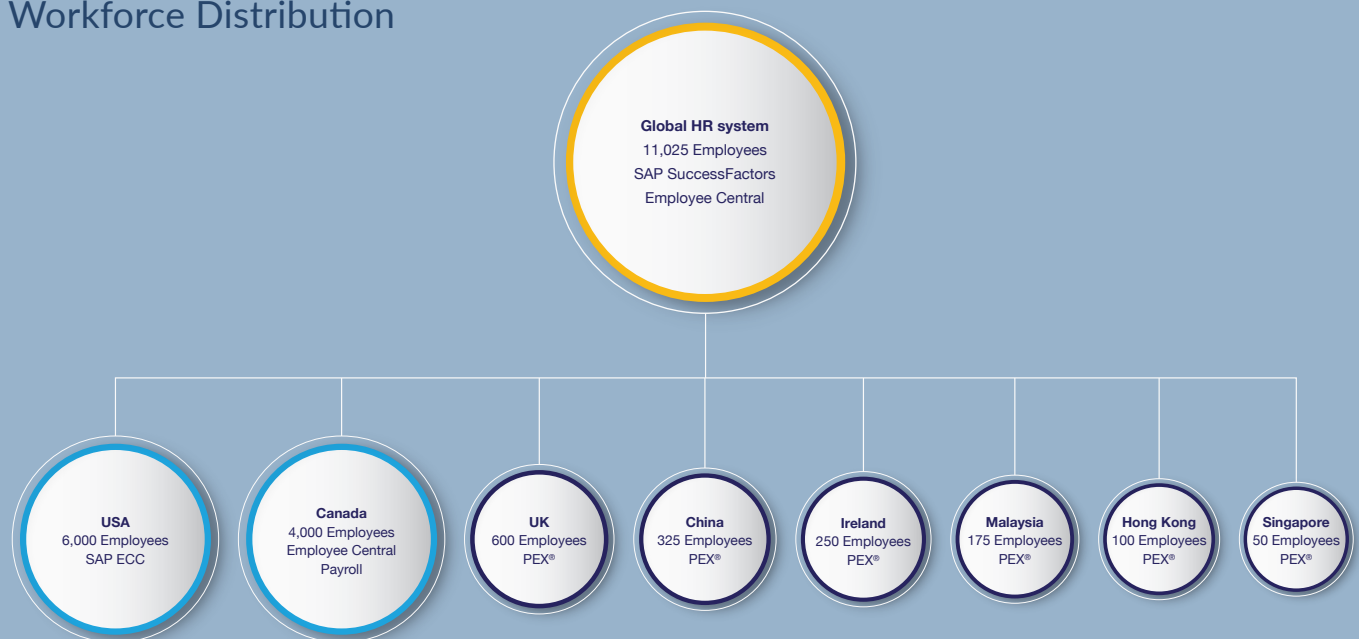 Workforce Distribution
Global HR system
11,025 Employees
SAP SuccessFactors
Employee Central
USA
6,000 Employees
SAP ECC
Canada
4,000 Employees
Employee Central
Payroll
UK
600 Employees
PEX®
China
325 Employees
PEX®
Ireland
250 Employees
PEX®
Malaysia
175 Employees
PEX®
Hong Kong
100 Employees
PEX®
Singapore
50 Employees
PEX®